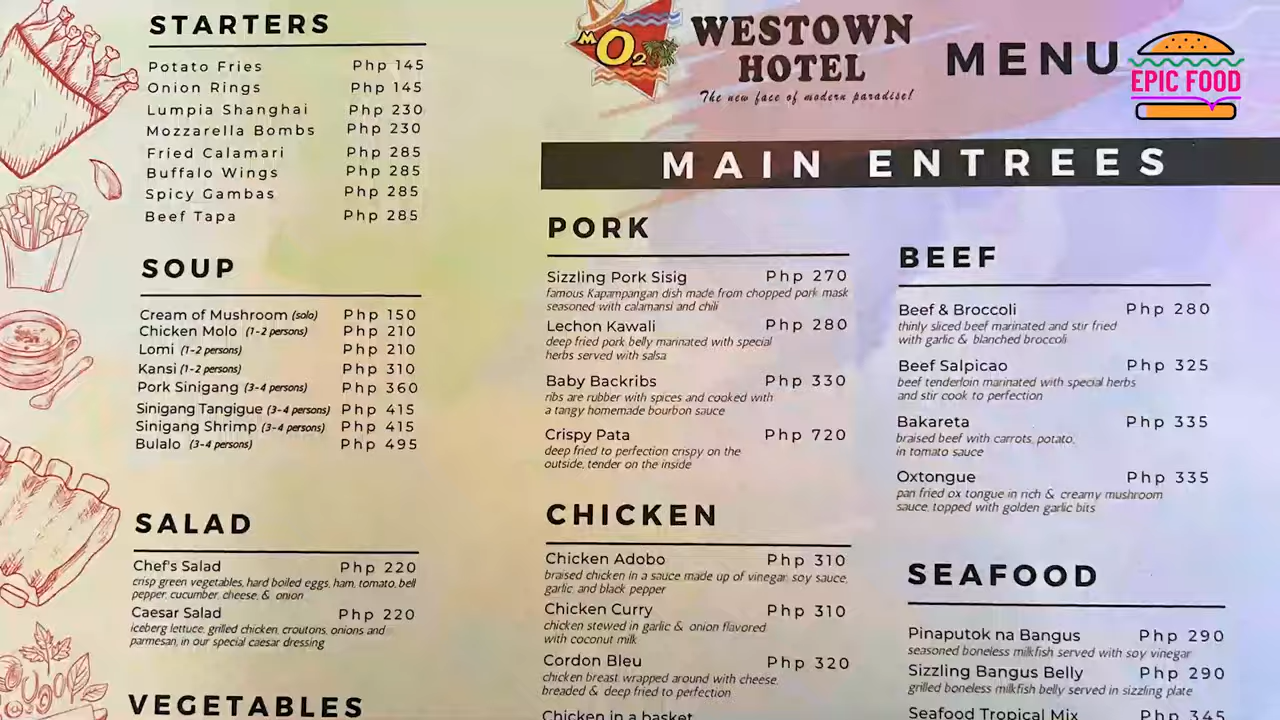 STARTERS
Potato Fries Php 145
Onion Rings Php 145
Lumpia Shanghai Php 230
Mozzarella Bombs Php 230
Fried Calamari Php 285
Buffalo Wings Php 285
Spicy Gambas Php 285
Beef Tapa Php 285
SOUP
Cream of Mushroom (solo) Php 150
Chicken Molo (1-2 persons) Php 210
Lomi (1-2 persons) Php 210
Kansi (1-2 persons) Php 310
Pork Sinigang (3-4 persons) Php 360
Sinigang Tangigue (3-4 persons) Php 415
Sinigang Shrimp (3-4 persons) Php 415
Bulalo (3-4 persons) Php 495
SALAD
Chef's Salad Php 220
crisp green vegetables, hard boiled eggs, ham, tomato, bell
pepper, cucumber, cheese, & onion
Caesar Salad Php 220
iceberg lettuce, grilled chicken, croutons, onions and
parmesan, in our special caesar dressing
VEGETABLES
MO2
WESTOWN
HOTEL
The new face of modern paradise!
MENU
EPIC FOOD
MAIN ENTREES
PORK
Sizzling Pork Sisig Php 270
famous Kapampangan dish made from chopped pork mask
seasoned with calamansi and chili
Lechon Kawali Php 280
deep fried pork belly marinated with special
herbs served with salsa
Baby Backribs Php 330
ribs are rubber with spices and cooked with
a tangy homemade bourbon sauce
Crispy Pata Php 720
deep fried to perfection crispy on the
outside, tender on the inside
CHICKEN
Chicken Adobo Php 310
braised chicken in a sauce made up of vinegar, soy sauce,
garlic, and black pepper
Chicken Curry Php 310
chicken stewed in garlic & onion flavored
with coconut milk
Cordon Bleu Php 320
chicken breast wrapped around with cheese,
breaded & deep fried to perfection
Chicken in a basket
BEEF
Beef & Broccoli Php 280
thinly sliced beef marinated and stir fried
with garlic & blanched broccoli
Beef Salpicao Php 325
beef tenderloin marinated with special herbs
and stir cook to perfection
Bakareta Php 335
braised beef with carrots, potato,
in tomato sauce
Oxtongue Php 335
pan fried ox tongue in rich & creamy mushroom
sauce, topped with golden garlic bits
SEAFOOD
Pinaputok na Bangus Php 290
seasoned boneless milkfish served with soy vinegar
Sizzling Bangus Belly Php 290
grilled boneless milkfish belly served in sizzling plate
Seafood Tropical Mix Php 345